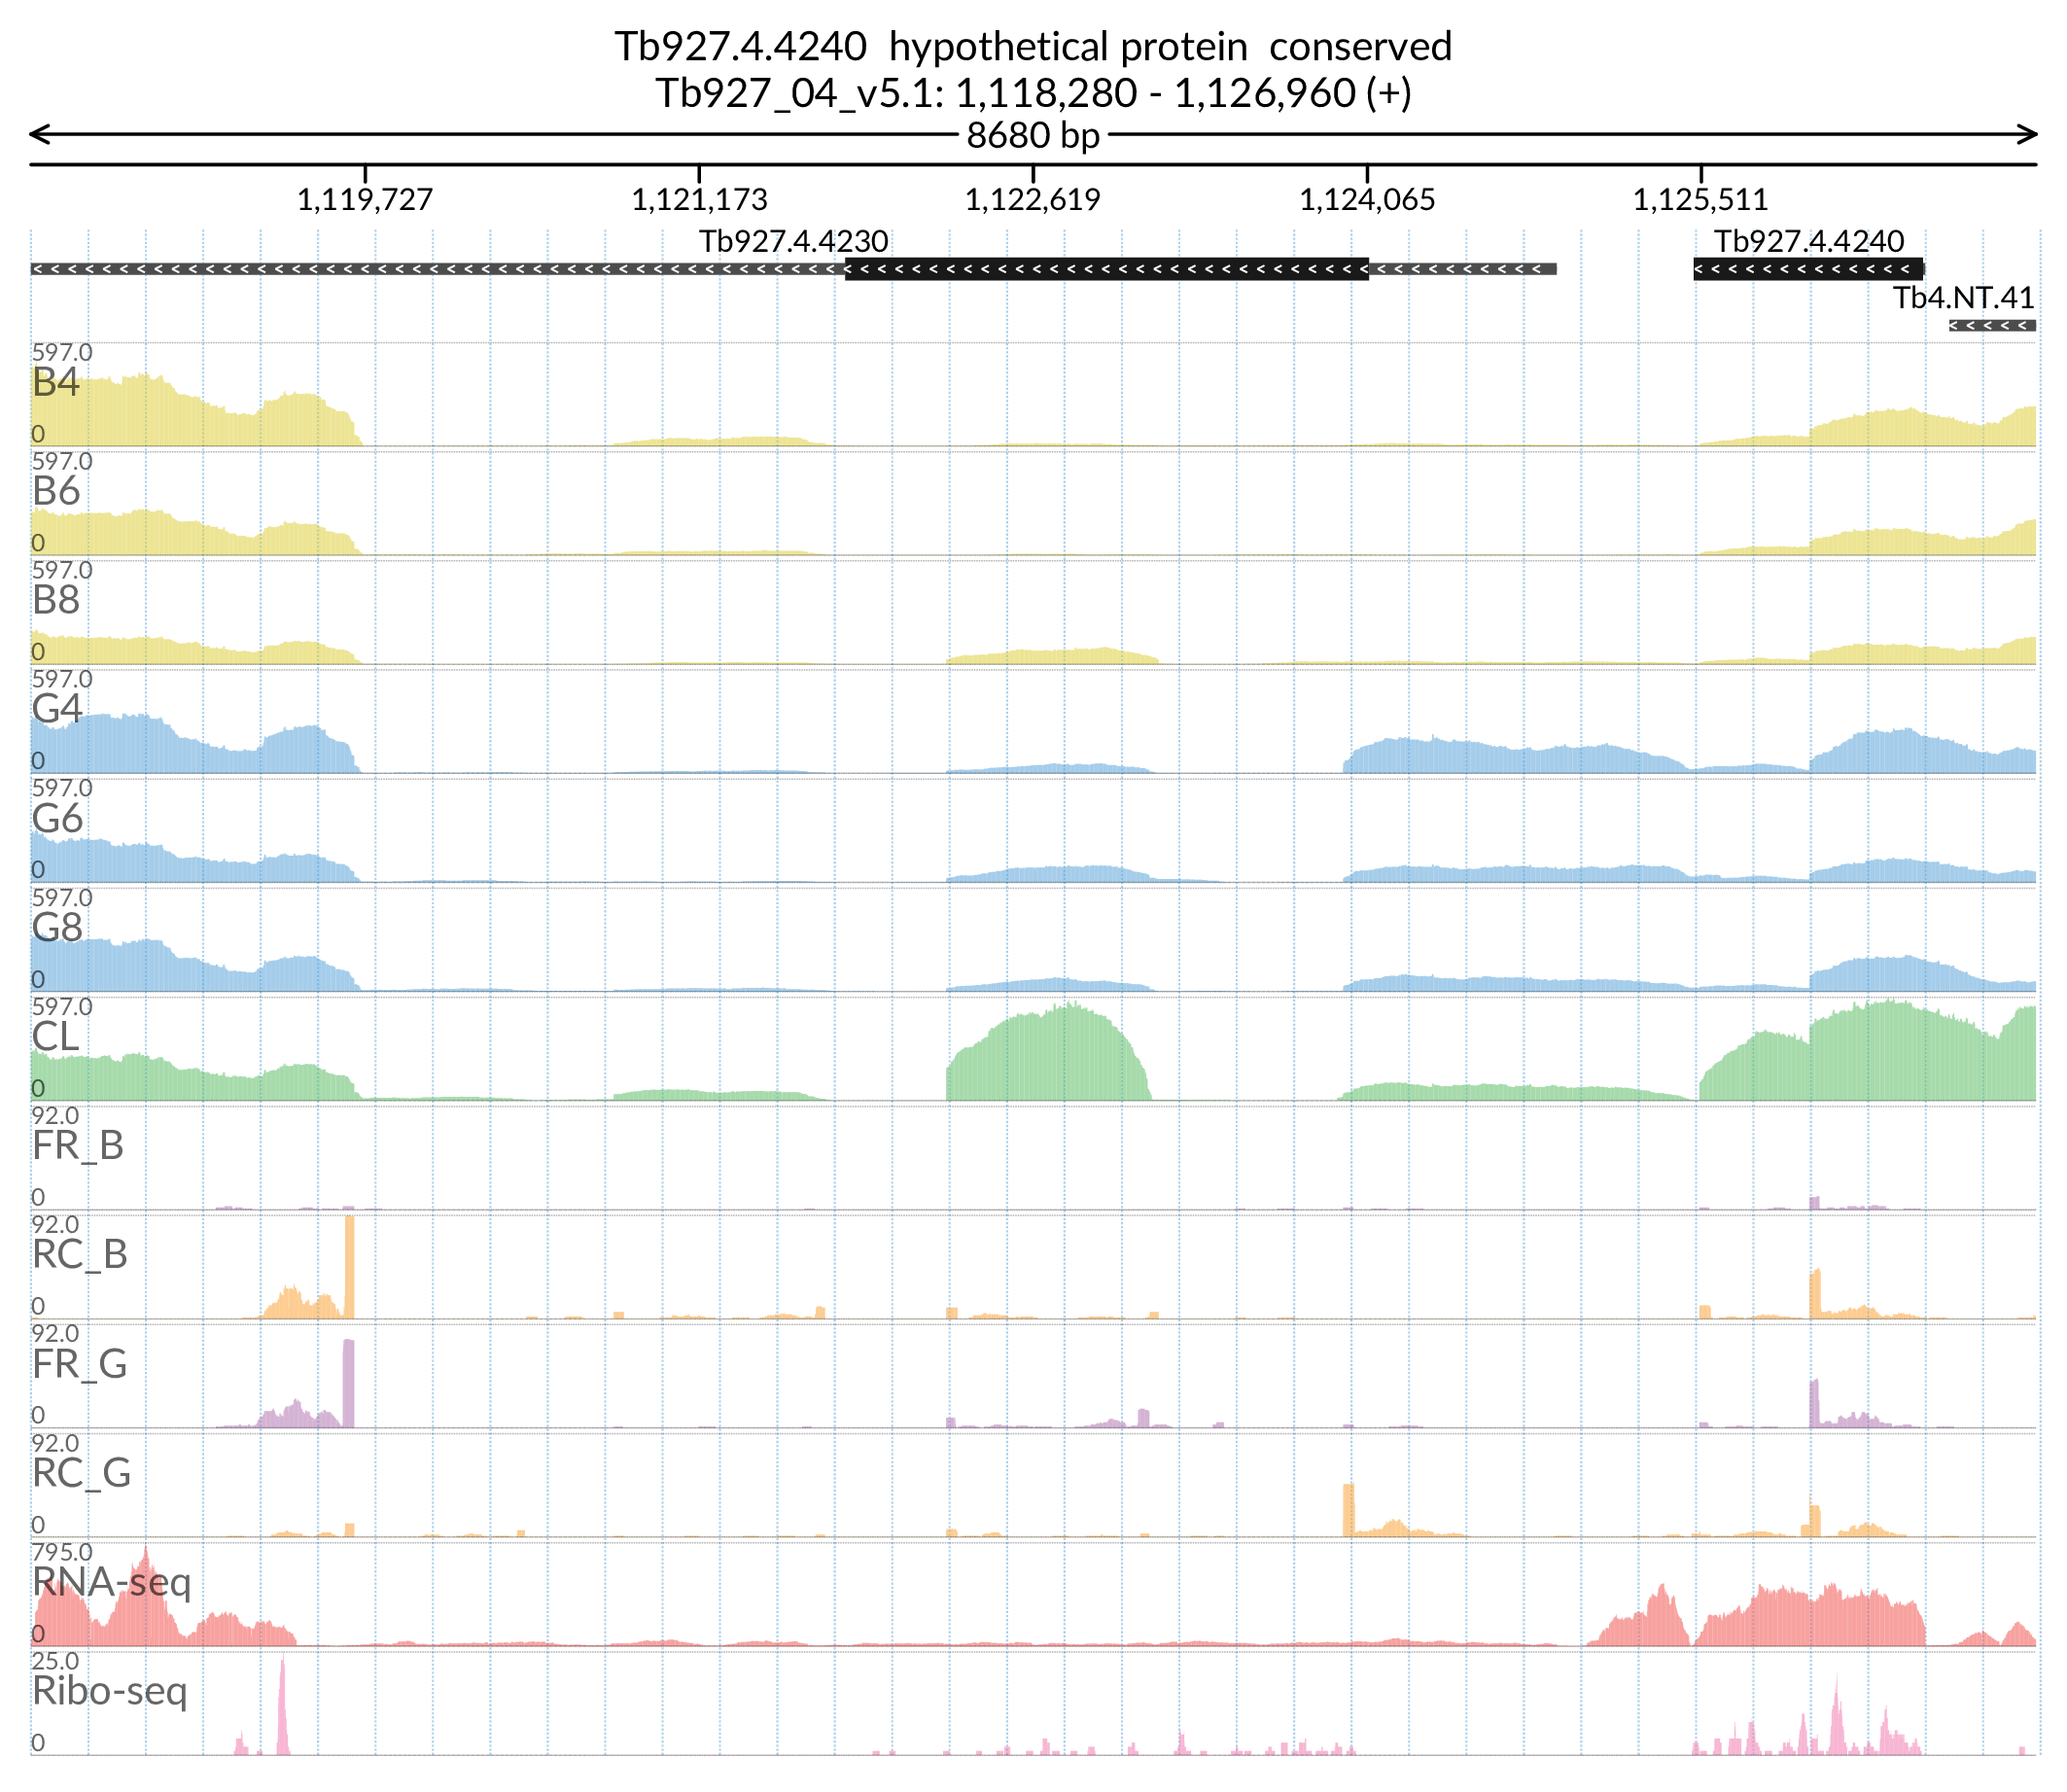 Tb927.4.4240  hypothetical protein  conserved
Tb927_04_v5.1: 1,118,280 - 1,126,960 (+)
8680 bp
1,119,727 1,121,173 1,122,619 1,124,065 1,125,511
Tb927.4.4230 Tb927.4.4240
Tb4.NT.41
597.0
B4
0
597.0
B6
0
597.0
B8
0
597.0
G4
0
597.0
G6
0
597.0
G8
0
597.0
CL
0
92.0
FR_B
0
92.0
RC_B
0
92.0
FR_G
0
92.0
RC_G
0
795.0
RNA-seq
0
25.0
Ribo-seq
0